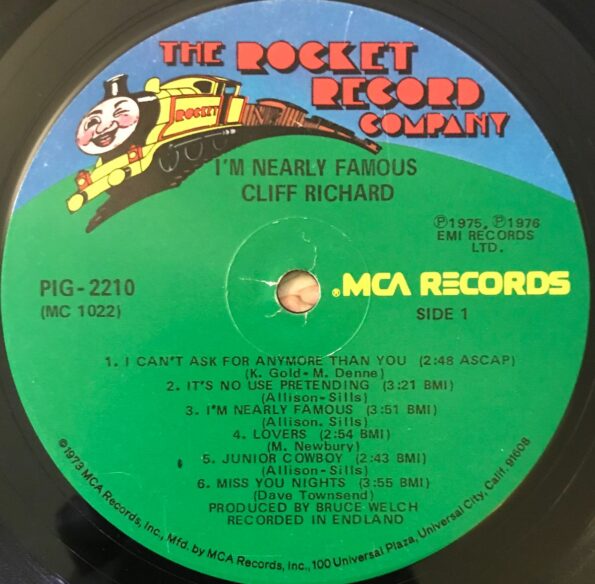 THE ROCKET
RECORD
COMPANY
ROCKET
I'M NEARLY FAMOUS
CLIFF RICHARD
℗1975, ℗1976
EMI RECORDS
LTD.
PIG-2210
(MC 1022)
®MCA RECORDS
SIDE 1
1. I CAN'T ASK FOR ANYMORE THAN YOU (2:48 ASCAP)
(K. Gold-M. Denne)
2. IT'S NO USE PRETENDING (3:21 BMI)
(Allison-Sills)
3. I'M NEARLY FAMOUS (3:51 BMI)
(Allison. Sills)
4. LOVERS (2:54 BMI)
(M. Newbury)
5. JUNIOR COWBOY (2:43 BMI)
(Allison-Sills)
6. MISS YOU NIGHTS (3:55 BMI)
(Dave Townsend)
PRODUCED BY BRUCE WELCH
RECORDED IN ENGLAND
©1973 MCA Records, Inc., Mfd. by MCA Records, Inc., 100 Universal Plaza, Universal City, Calif. 91608